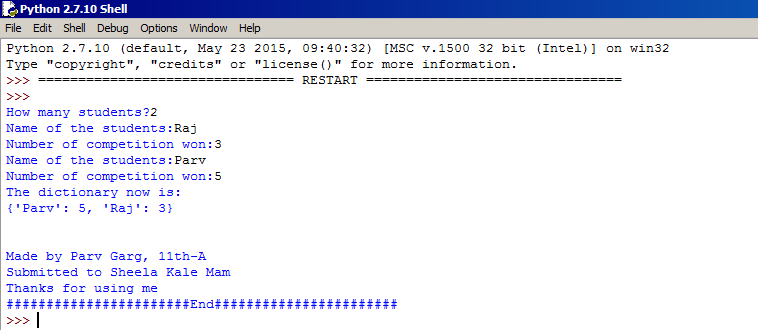 Python 2.7.10 Shell
File Edit Shell Debug Options Window Help
Python 2.7.10 (default, May 23 2015, 09:40:32) [MSC v.1500 32 bit (Intel)] on win32
Type "copyright", "credits" or "license()" for more information.
>>> ================================ RESTART ================================
>>>
How many students?2
Name of the students:Raj
Number of competition won:3
Name of the students:Parv
Number of competition won:5
The dictionary now is:
{'Parv': 5, 'Raj': 3}
Made by Parv Garg, 11th-A
Submitted to Sheela Kale Mam
Thanks for using me
#######################End#######################
>>>